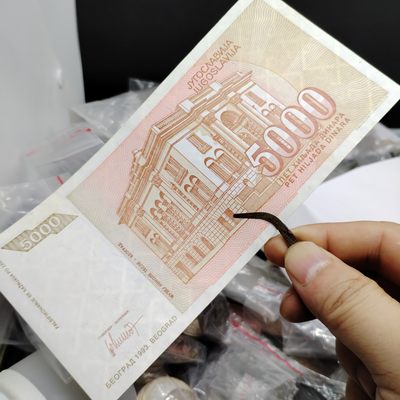 ЈУГОСЛАВИЈА
JUGOSLAVIJA
5000
ПЕТ ХИЉАДА ДИНАРА
PET HILJADA DINARA
5000
БЕОГРАД 1993. BEOGRAD